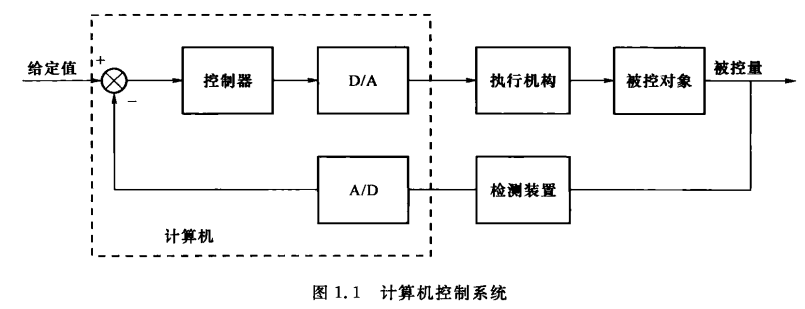 给定值
+
−
控制器
D/A
执行机构
被控对象
被控量
A/D
检测装置
计算机
图 1.1 计算机控制系统